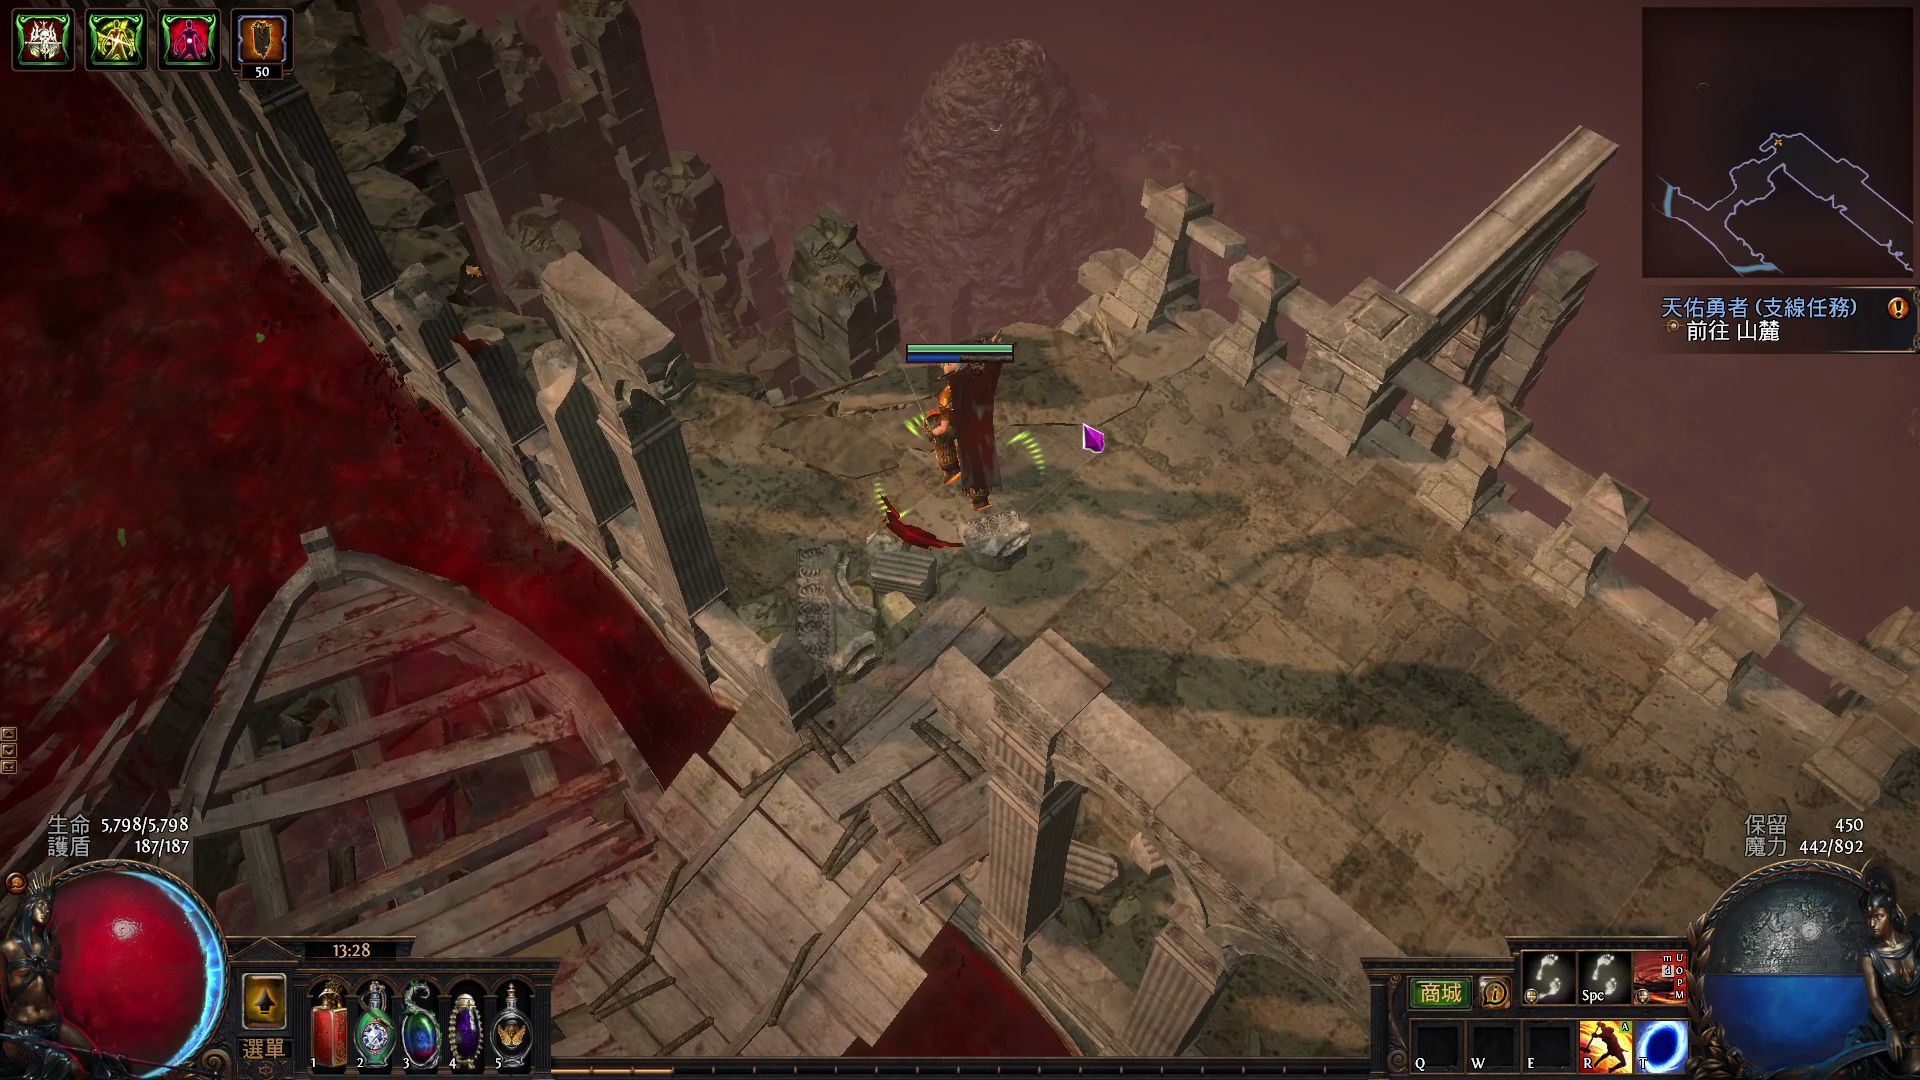 50
天佑勇者 (支線任務)
前往 山麓
生命 5,798/5,798
護盾 187/187
保留 450
魔力 442/892
13:28
選單
1
2
3
4
5
商城
Spc
m U
d O
P
M
Q
W
E
R
A
T